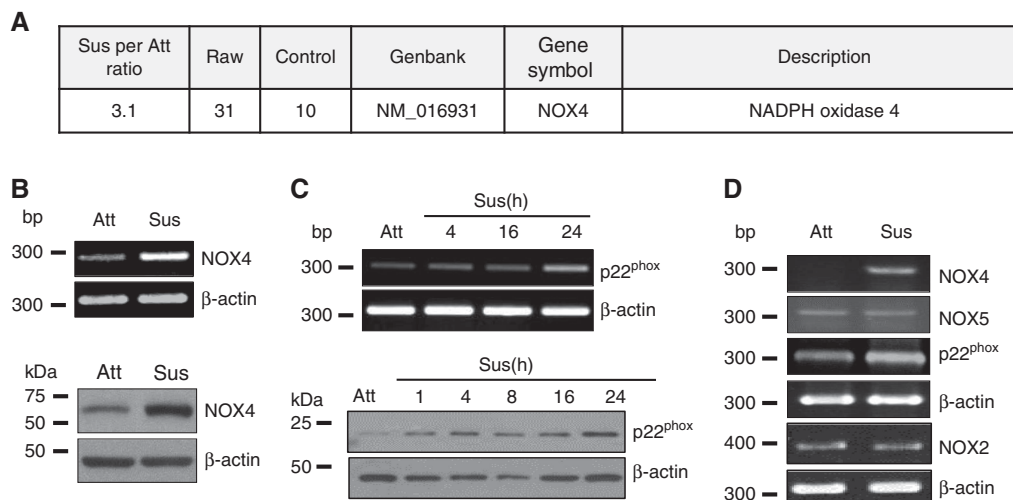 A
Sus per Att ratio Raw Control Genbank Gene symbol Description
3.1 31 10 NM_016931 NOX4 NADPH oxidase 4
B
bp Att Sus
300 NOX4
300 β-actin
kDa Att Sus
75
50 NOX4
50 β-actin
C
Sus(h)
bp Att 4 16 24
300 p22phox
300 β-actin
Sus(h)
kDa Att 1 4 8 16 24
25 p22phox
50 β-actin
D
bp Att Sus
300 NOX4
300 NOX5
300 p22phox
300 β-actin
400 NOX2
300 β-actin